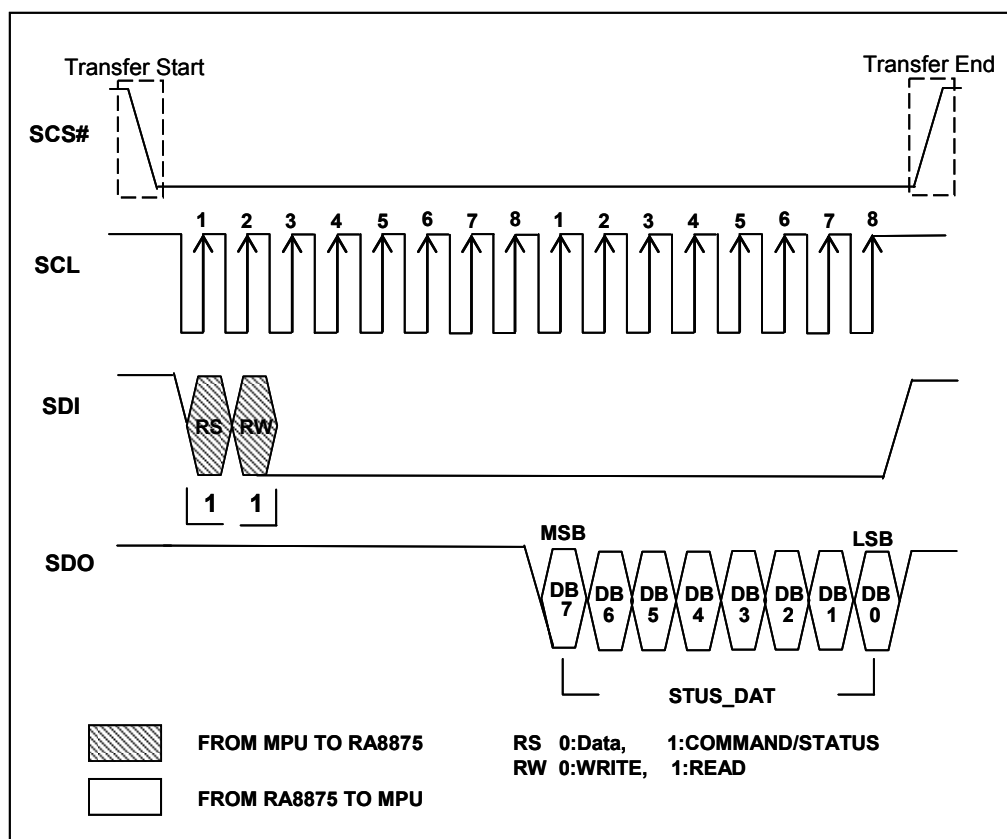 Transfer Start
Transfer End
SCS#
1 2 3 4 5 6 7 8 1 2 3 4 5 6 7 8
SCL
SDI
RS RW
1 1
MSB LSB
SDO
DB DB DB DB DB DB DB DB
7 6 5 4 3 2 1 0
STUS_DAT
FROM MPU TO RA8875
RS 0:Data, 1:COMMAND/STATUS
RW 0:WRITE, 1:READ
FROM RA8875 TO MPU